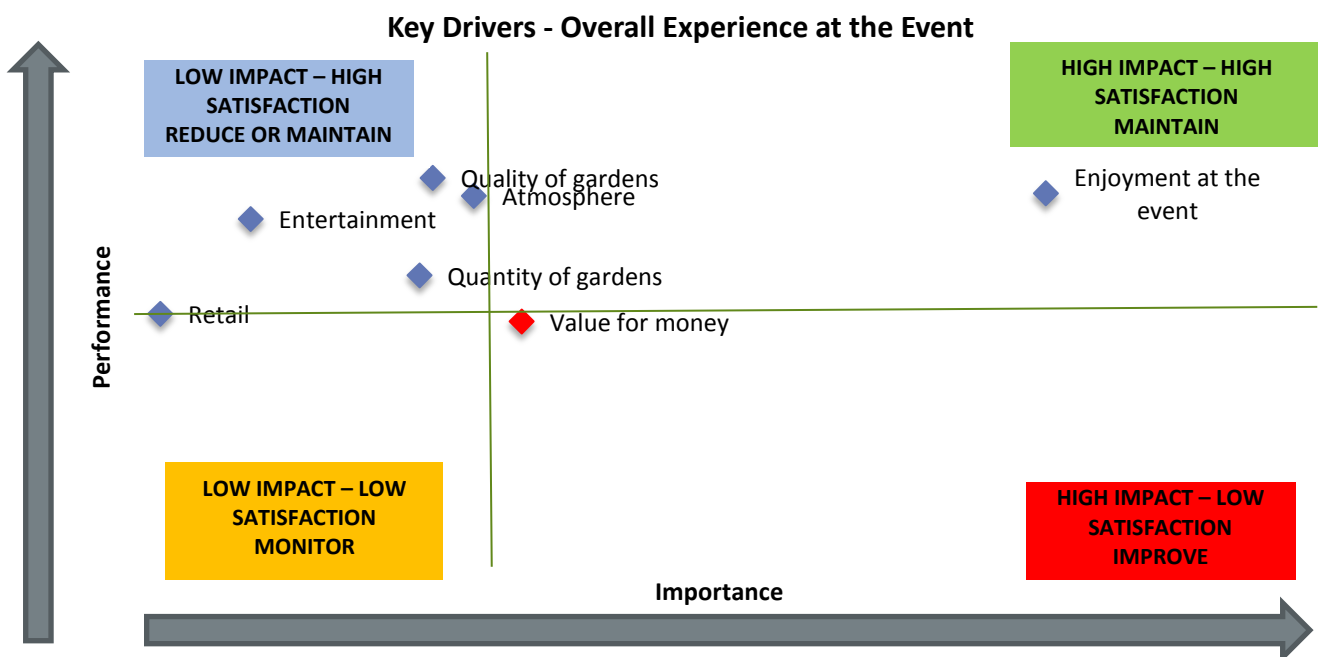 Key Drivers - Overall Experience at the Event
LOW IMPACT – HIGH
SATISFACTION
REDUCE OR MAINTAIN
HIGH IMPACT – HIGH
SATISFACTION
MAINTAIN
Quality of gardens
Atmosphere
Enjoyment at the
event
Entertainment
Quantity of gardens
Retail
Value for money
Performance
LOW IMPACT – LOW
SATISFACTION
MONITOR
HIGH IMPACT – LOW
SATISFACTION
IMPROVE
Importance